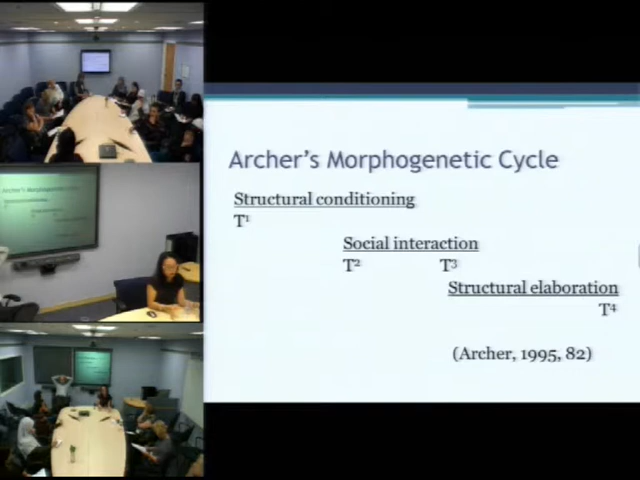 Archer's Morphogenetic Cycle
Structural conditioning
T¹
Social interaction
T² T³
Structural elaboration
T⁴
(Archer, 1995, 82)